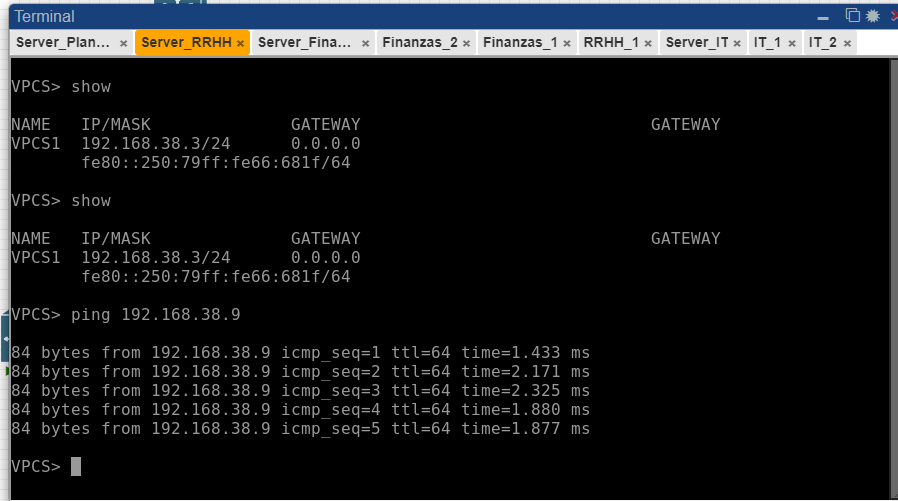 Terminal
Server_Plan... × Server_RRHH × Server_Fina... × Finanzas_2 × Finanzas_1 × RRHH_1 × Server_IT × IT_1 × IT_2 ×
VPCS> show
NAME   IP/MASK              GATEWAY                             GATEWAY
VPCS1  192.168.38.3/24      0.0.0.0
       fe80::250:79ff:fe66:681f/64
VPCS> show
NAME   IP/MASK              GATEWAY                             GATEWAY
VPCS1  192.168.38.3/24      0.0.0.0
       fe80::250:79ff:fe66:681f/64
VPCS> ping 192.168.38.9
84 bytes from 192.168.38.9 icmp_seq=1 ttl=64 time=1.433 ms
84 bytes from 192.168.38.9 icmp_seq=2 ttl=64 time=2.171 ms
84 bytes from 192.168.38.9 icmp_seq=3 ttl=64 time=2.325 ms
84 bytes from 192.168.38.9 icmp_seq=4 ttl=64 time=1.880 ms
84 bytes from 192.168.38.9 icmp_seq=5 ttl=64 time=1.877 ms
VPCS>